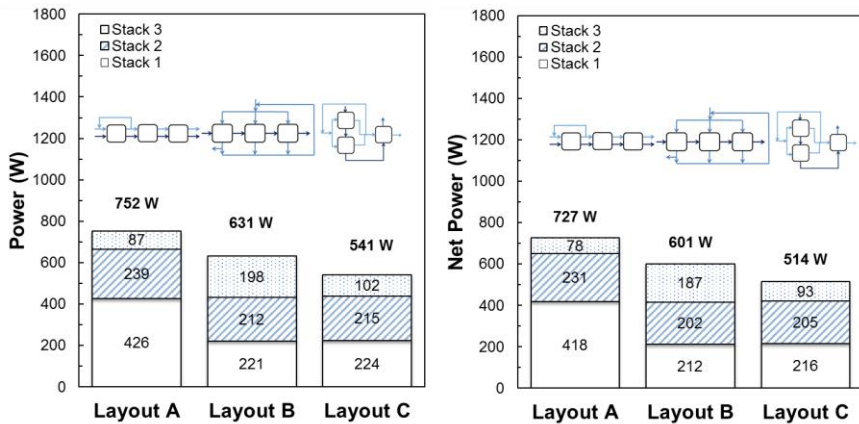 1800
1600
1400
1200
1000
800
600
400
200
0
Power (W)
Stack 3
Stack 2
Stack 1
752 W
631 W
541 W
87
239
426
198
212
221
102
215
224
Layout A
Layout B
Layout C
1800
1600
1400
1200
1000
800
600
400
200
0
Net Power (W)
Stack 3
Stack 2
Stack 1
727 W
601 W
514 W
78
231
418
187
202
212
93
205
216
Layout A
Layout B
Layout C